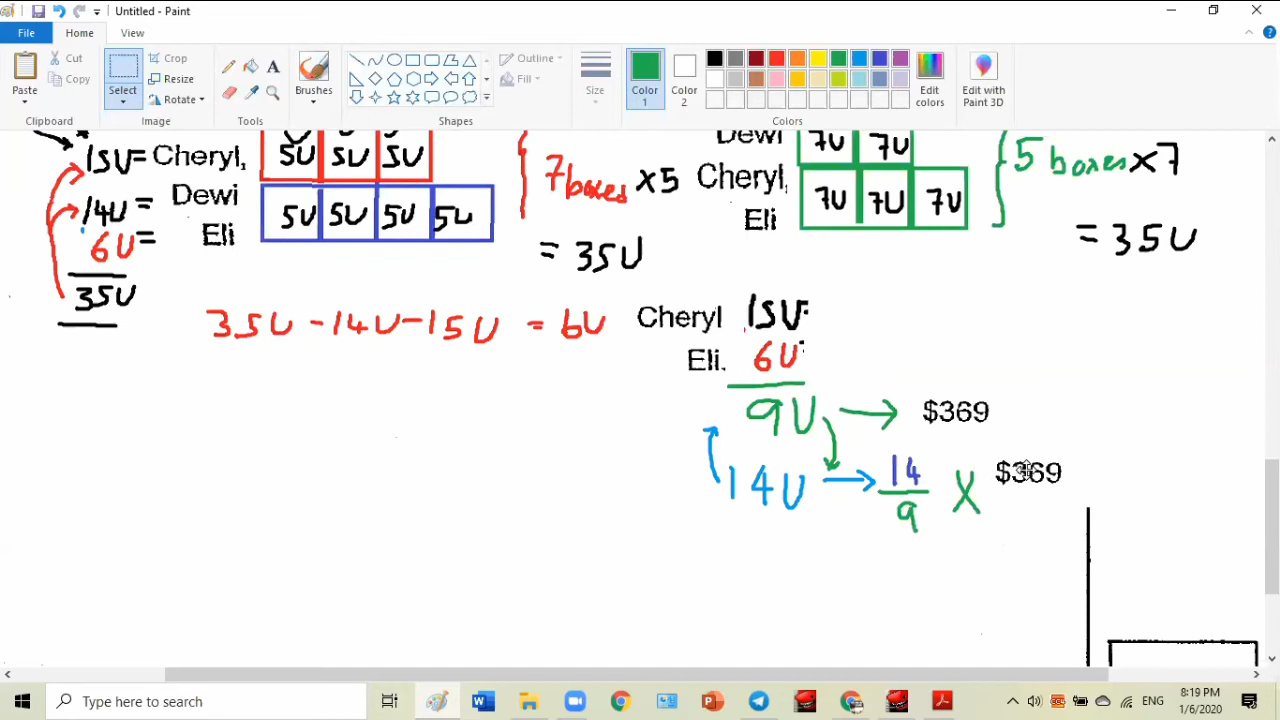 Untitled - Paint
File Home View
Paste
Cut
Copy
Clipboard
Select
Crop
Resize
Rotate
Image
A
Tools
Brushes
Shapes
Outline
Fill
Size
Color 1
Color 2
Edit colors
Colors
Edit with Paint 3D
15U= Cheryl,
14U = Dewi
6U= Eli
35U
5U 5U 5U
5U 5U 5U 5U
7 boxes x5
= 35U
Dewi
Cheryl,
Eli
7U 7U
7U 7U 7U
5 boxes x7
= 35U
35U - 14U - 15U = 6U
Cheryl 15U=
Eli. 6U
9U → $369
14U → 14/9 X $369
Type here to search
ENG
8:19 PM
1/6/2020